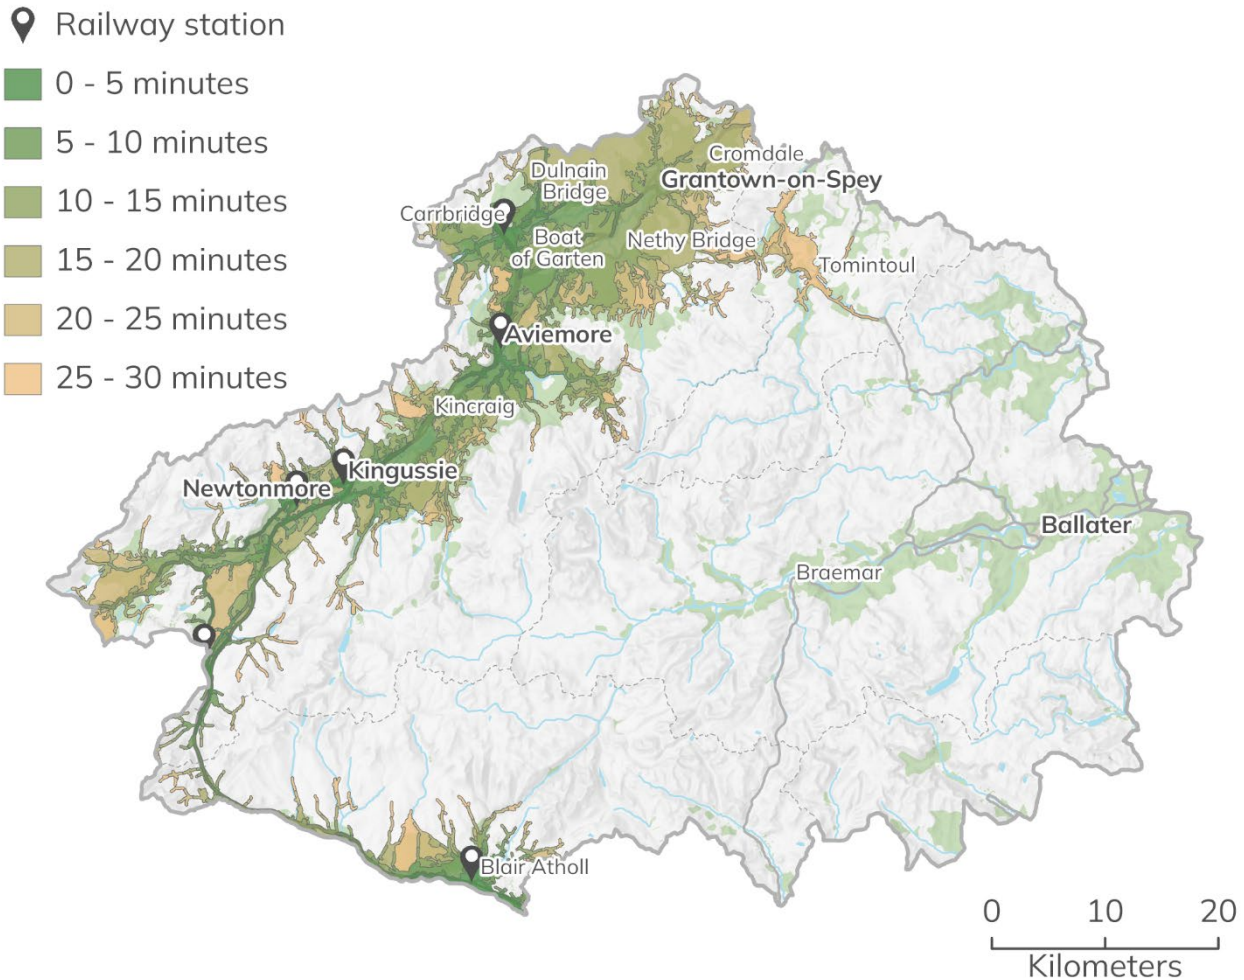 Railway station
0 - 5 minutes
5 - 10 minutes
10 - 15 minutes
15 - 20 minutes
20 - 25 minutes
25 - 30 minutes
Cromdale
Dulnain
Bridge
Grantown-on-Spey
Carrbridge
Boat
of Garten
Nethy Bridge
Tomintoul
Aviemore
Kincraig
Kingussie
Newtonmore
Ballater
Braemar
Blair Atholl
0 10 20
Kilometers